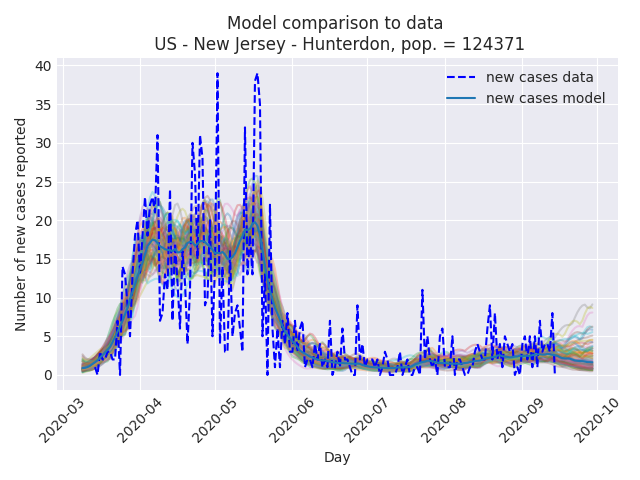 Model comparison to data
US - New Jersey - Hunterdon, pop. = 124371
new cases data
new cases model
Number of new cases reported
40
35
30
25
20
15
10
5
0
2020-03
2020-04
2020-05
2020-06
2020-07
2020-08
2020-09
2020-10
Day